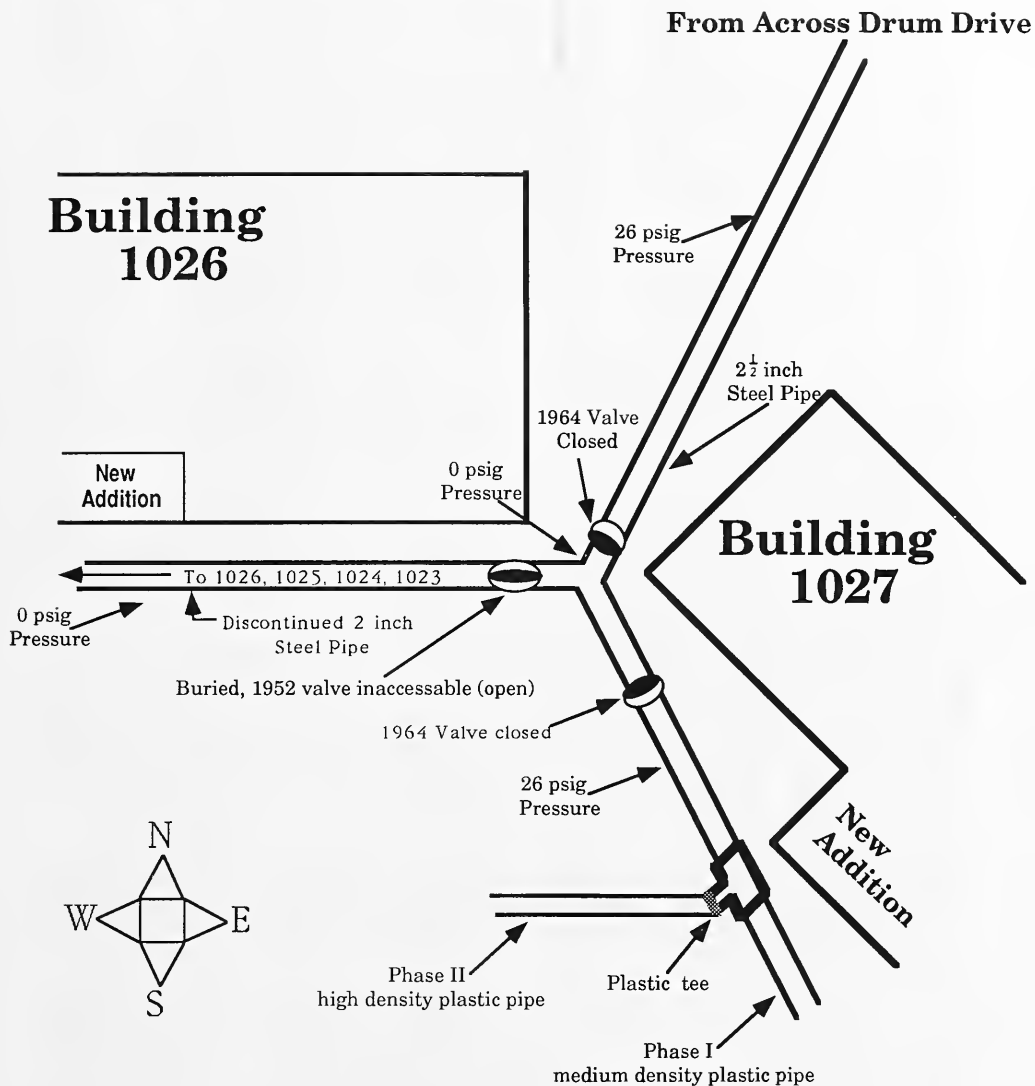 From Across Drum Drive
Building
1026
26 psig
Pressure
2½ inch
Steel Pipe
1964 Valve
Closed
New
Addition
0 psig
Pressure
Building
1027
To 1026, 1025, 1024, 1023
0 psig
Pressure
Discontinued 2 inch
Steel Pipe
Buried, 1952 valve inaccessable (open)
1964 Valve closed
26 psig
Pressure
New
Addition
N
W
E
S
Phase II
high density plastic pipe
Plastic tee
Phase I
medium density plastic pipe